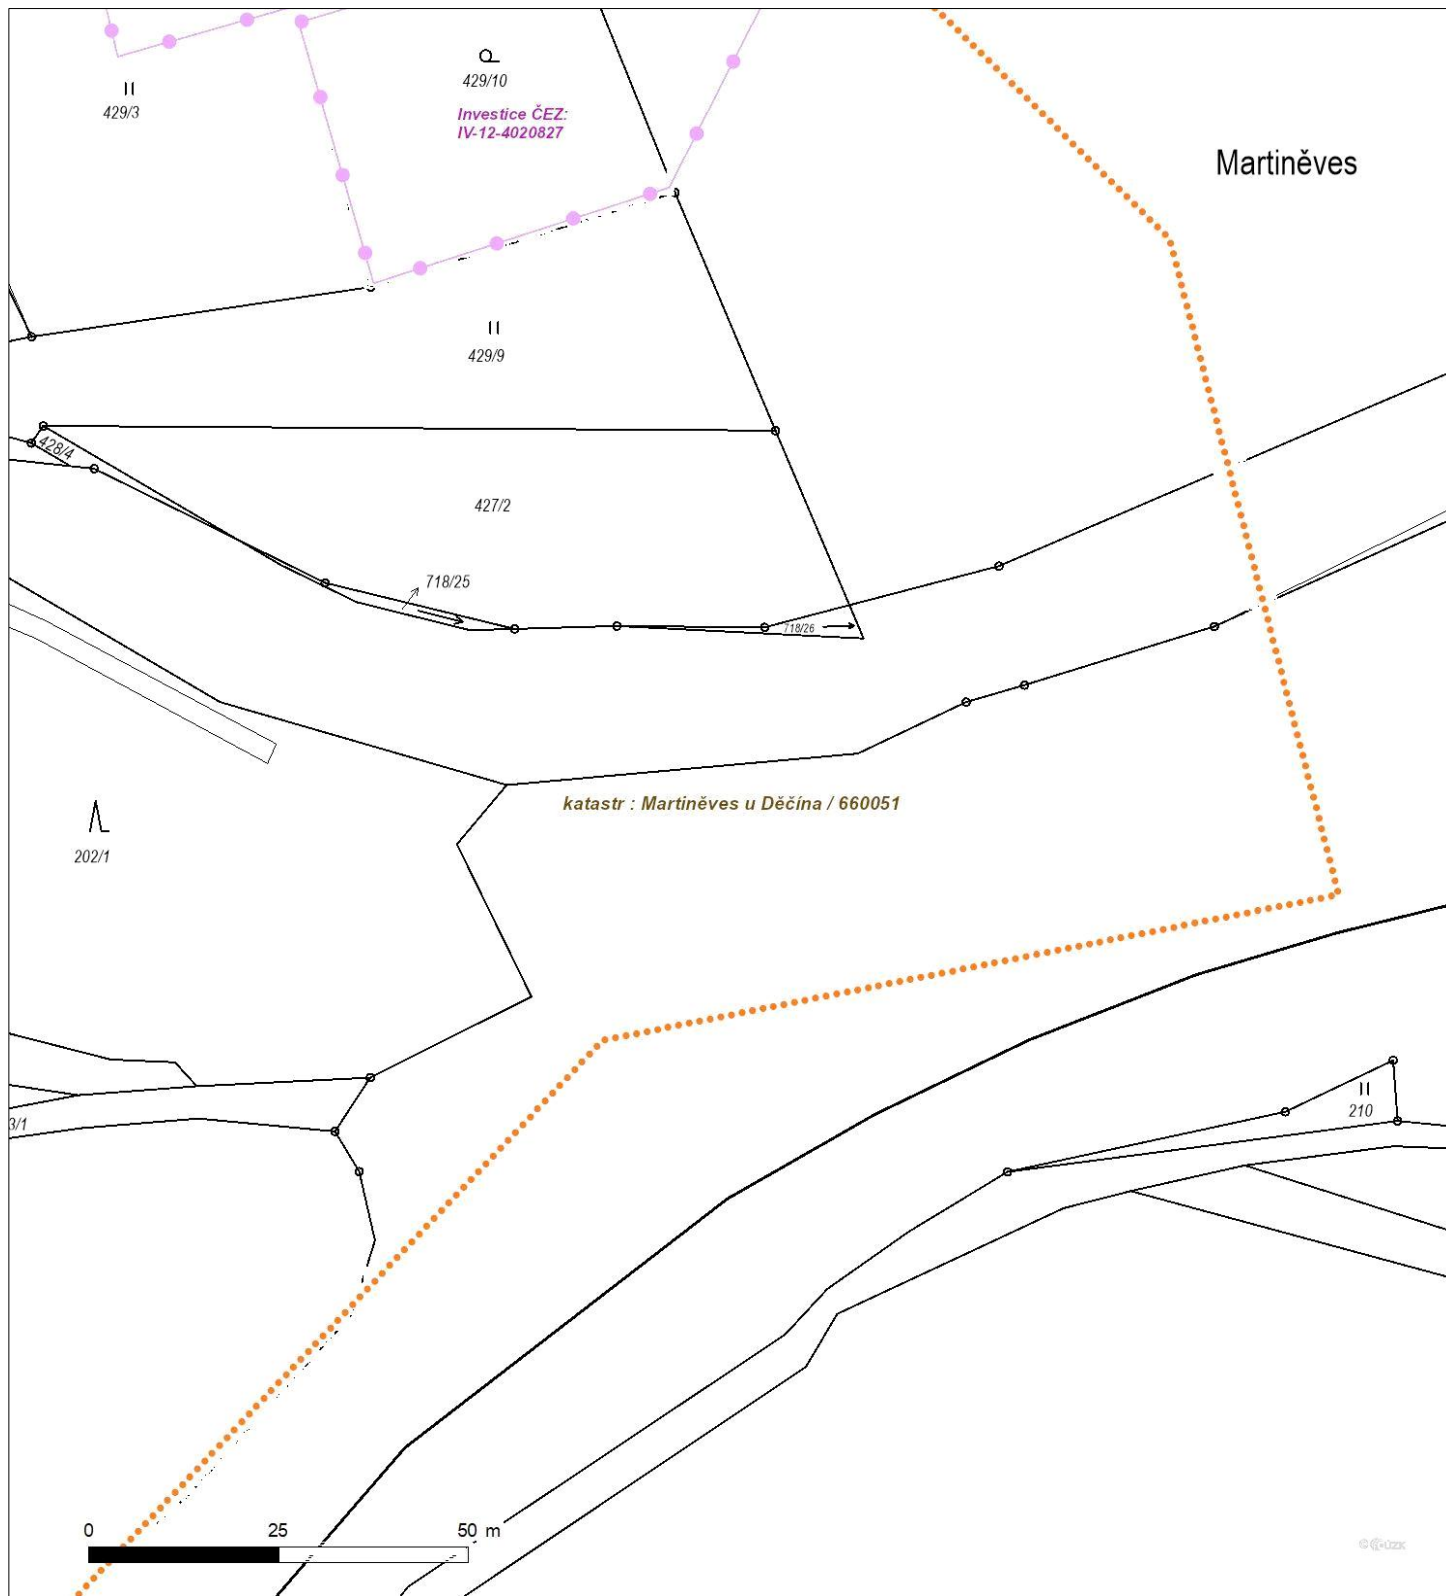 429/3
429/10
Investice ČEZ:
IV-12-4020827
Martiněves
429/9
428/4
427/2
718/25
718/26
katastr : Martiněves u Děčína / 660051
202/1
210
3/1
0 25 50 m